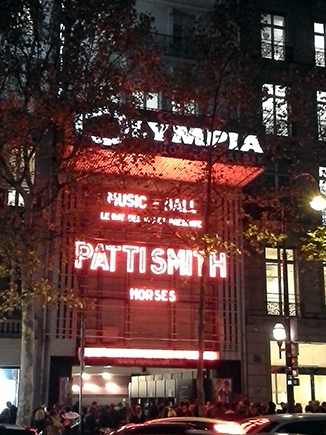 OLYMPIA
MUSIC - HALL
PATTI SMITH
HORSES